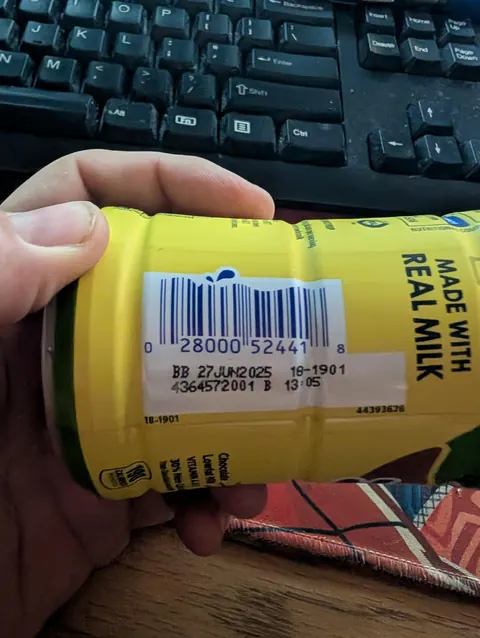 Backspace
Insert
Home
Page Up
Delete
End
Page Down
I
O
P
J
K
L
Enter
N
M
Shift
Alt
Ctrl
MADE WITH
REAL MILK
0 28000 52441 8
BB 27JUN2025 18-1901
4364572001 B 13:05
18-1901
44393626